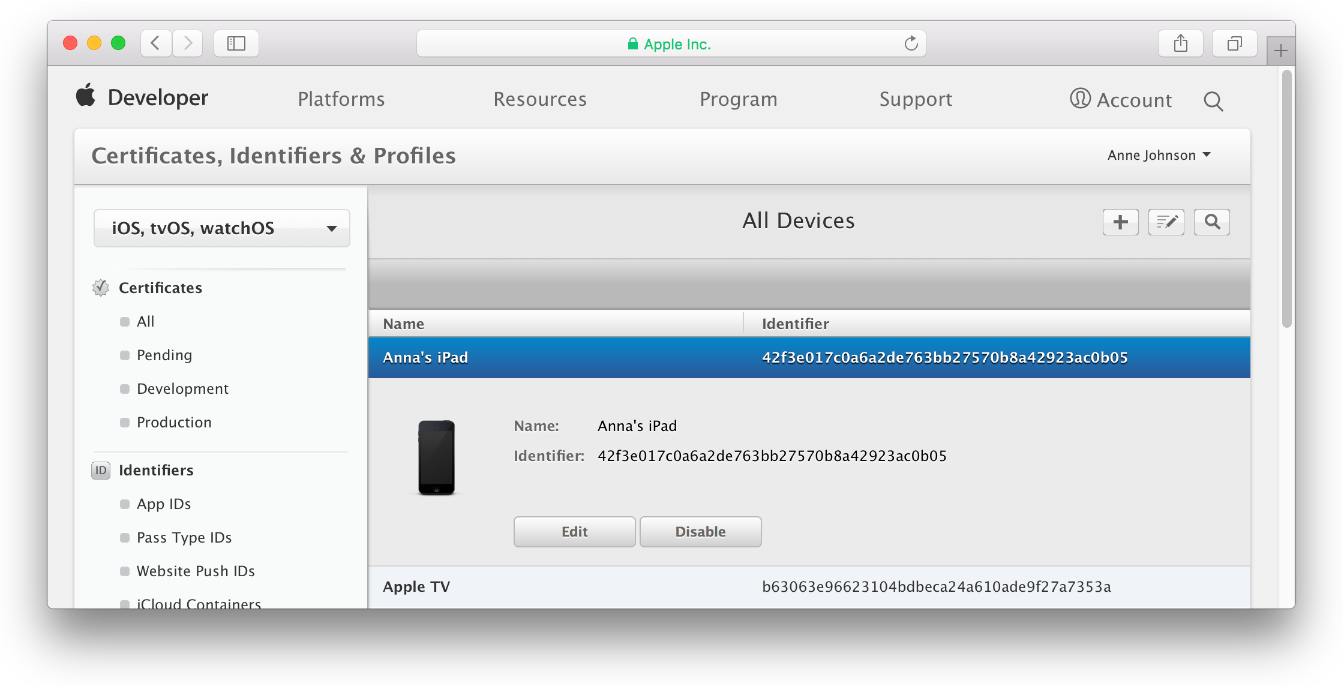 Apple Inc.
Developer Platforms Resources Program Support Account
Certificates, Identifiers & Profiles Anne Johnson
iOS, tvOS, watchOS
All Devices
Certificates
All
Pending
Development
Production
ID Identifiers
App IDs
Pass Type IDs
Website Push IDs
iCloud Containers
Name Identifier
Anna's iPad 42f3e017c0a6a2de763bb27570b8a42923ac0b05
Name: Anna's iPad
Identifier: 42f3e017c0a6a2de763bb27570b8a42923ac0b05
Edit Disable
Apple TV b63063e96623104bdbeca24a610ade9f27a7353a